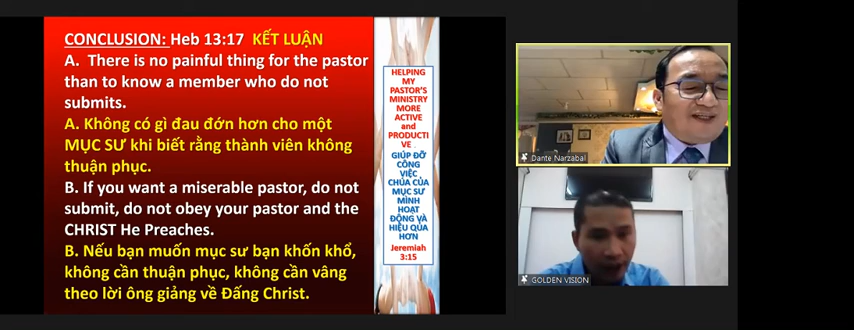 CONCLUSION: Heb 13:17 KẾT LUẬN
A. There is no painful thing for the pastor
than to know a member who do not
submits.
A. Không có gì đau đớn hơn cho một
MỤC SƯ khi biết rằng thành viên không
thuận phục.
B. If you want a miserable pastor, do not
submit, do not obey your pastor and the
CHRIST He Preaches.
B. Nếu bạn muốn mục sư bạn khốn khổ,
không cần thuận phục, không cần vâng
theo lời ông giảng về Đấng Christ.
HELPING
MY
PASTOR'S
MINISTRY
MORE
ACTIVE
and
PRODUCTI
VE.
GIÚP ĐỠ
CÔNG
VIỆC
CHÚA CỦA
MỤC SƯ
MÌNH
HOẠT
ĐỘNG VÀ
HIỆU QỦA
HƠN
Jeremiah
3:15
Dante Narzabal
GOLDEN VISION